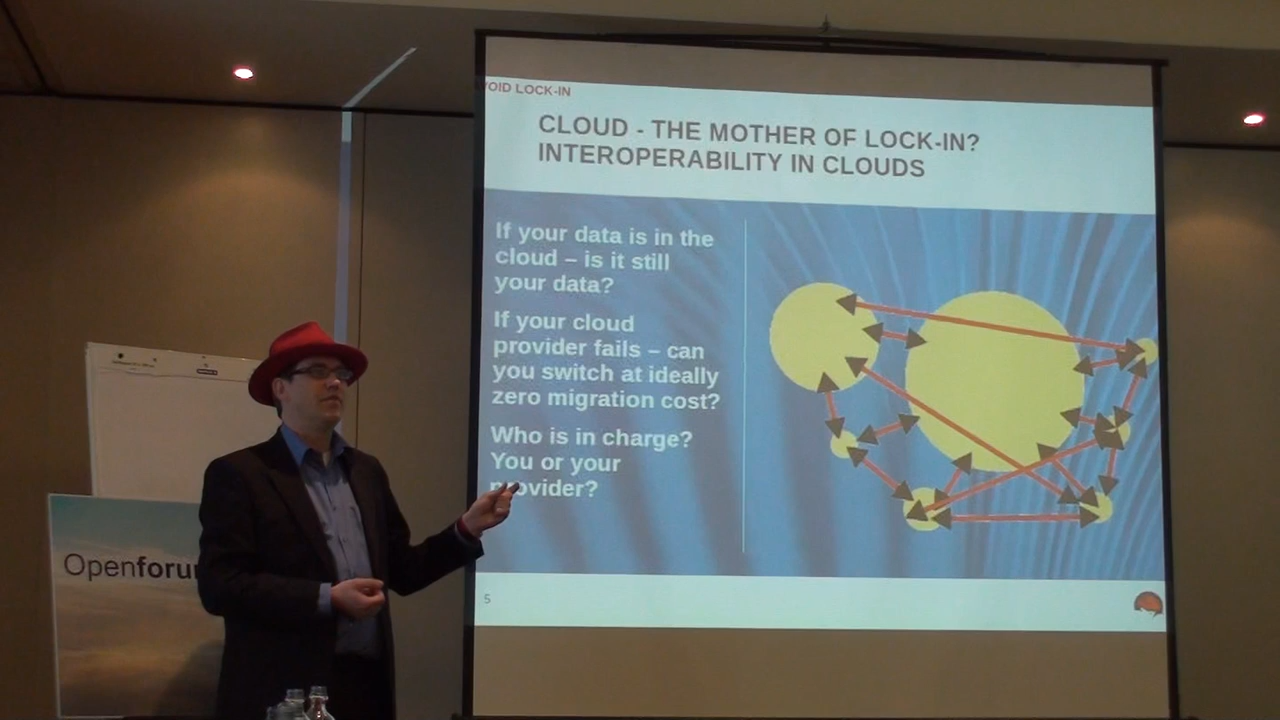 VOID LOCK-IN
CLOUD - THE MOTHER OF LOCK-IN?
INTEROPERABILITY IN CLOUDS
If your data is in the
cloud – is it still
your data?
If your cloud
provider fails – can
you switch at ideally
zero migration cost?
Who is in charge?
You or your
provider?
5
Openforu